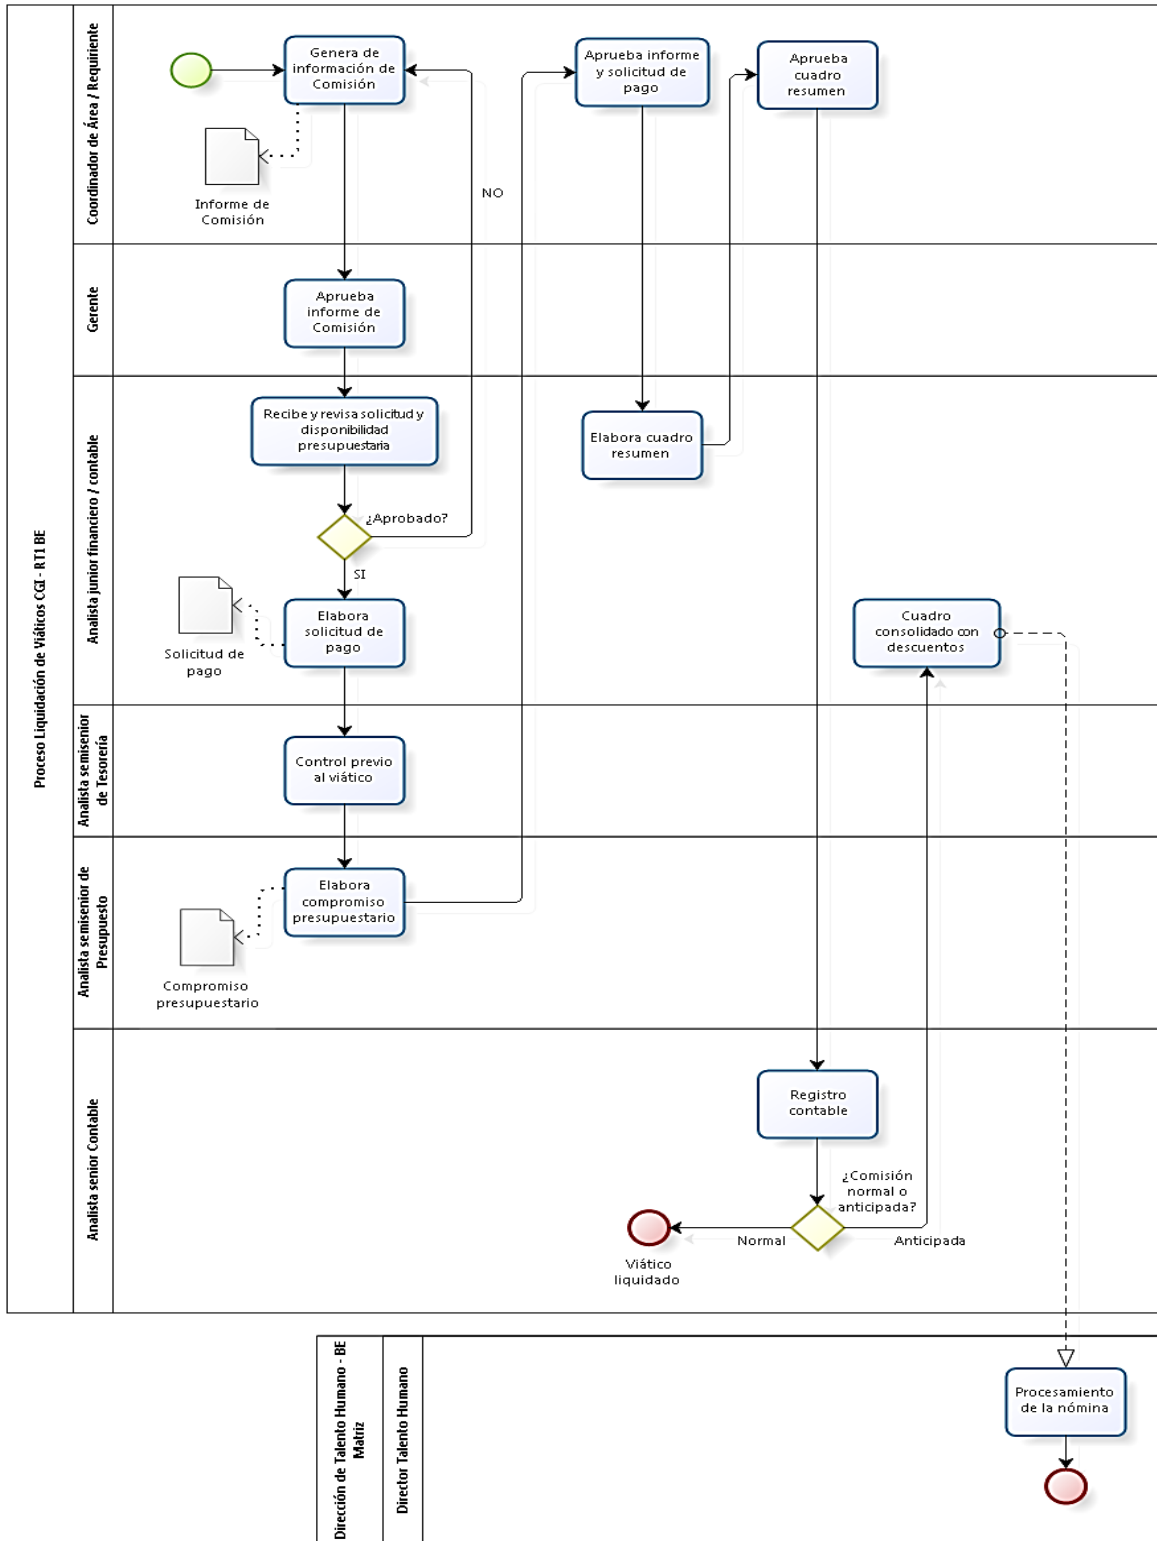 Proceso Liquidación de Viáticos CGI - RT1 BE
Coordinador de Área / Requiriente
Genera de
información de
Comisión
Informe de
Comisión
NO
Aprueba informe
y solicitud de
pago
Aprueba
cuadro
resumen
Gerente
Aprueba
informe de
Comisión
Analista junior financiero / contable
Recibe y revisa solicitud y
disponibilidad
presupuestaria
¿Aprobado?
SI
Elabora
solicitud de
pago
Solicitud de
pago
Elabora cuadro
resumen
Cuadro
consolidado con
descuentos
Analista semisenior
de Tesorería
Control previo
al viático
Analista semisenior de
Presupuesto
Elabora
compromiso
presupuestario
Compromiso
presupuestario
Analista senior Contable
Registro
contable
¿Comisión
normal o
anticipada?
Normal
Anticipada
Viático
liquidado
Dirección de Talento Humano - BE
Matriz
Director Talento Humano
Procesamiento
de la nómina